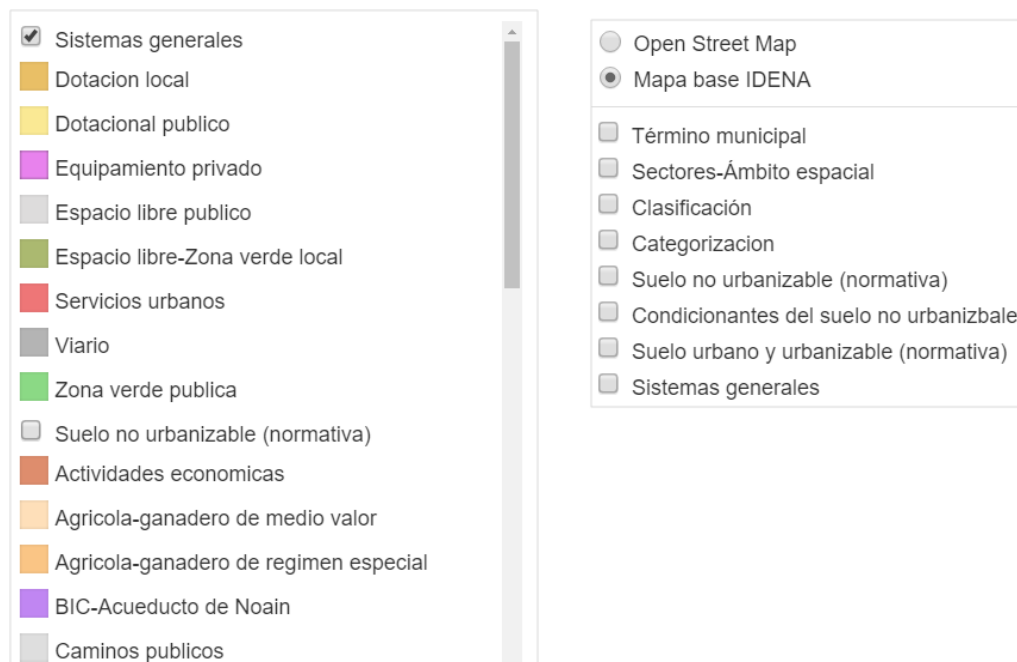 Sistemas generales
Dotacion local
Dotacional publico
Equipamiento privado
Espacio libre publico
Espacio libre-Zona verde local
Servicios urbanos
Viario
Zona verde publica
Suelo no urbanizable (normativa)
Actividades economicas
Agricola-ganadero de medio valor
Agricola-ganadero de regimen especial
BIC-Acueducto de Noain
Caminos publicos
Open Street Map
Mapa base IDENA
Término municipal
Sectores-Ámbito espacial
Clasificación
Categorizacion
Suelo no urbanizable (normativa)
Condicionantes del suelo no urbanizbale
Suelo urbano y urbanizable (normativa)
Sistemas generales